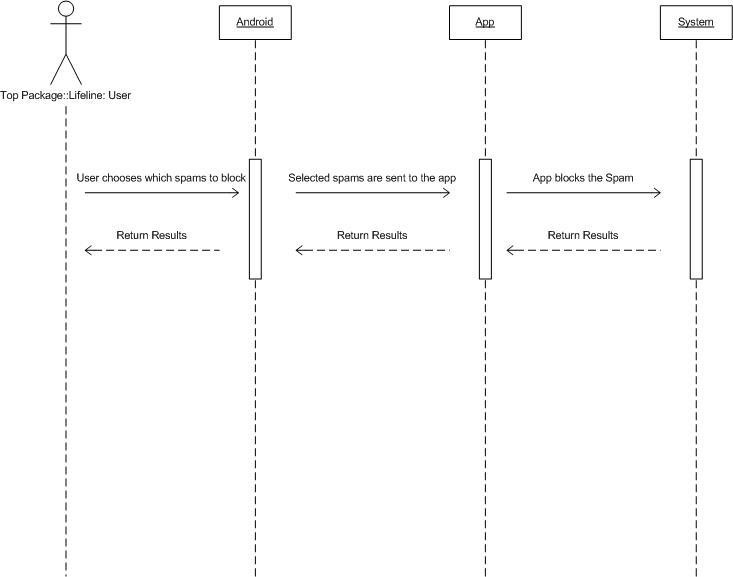 Android
App
System
Top Package::Lifeline: User
User chooses which spams to block
Selected spams are sent to the app
App blocks the Spam
Return Results
Return Results
Return Results